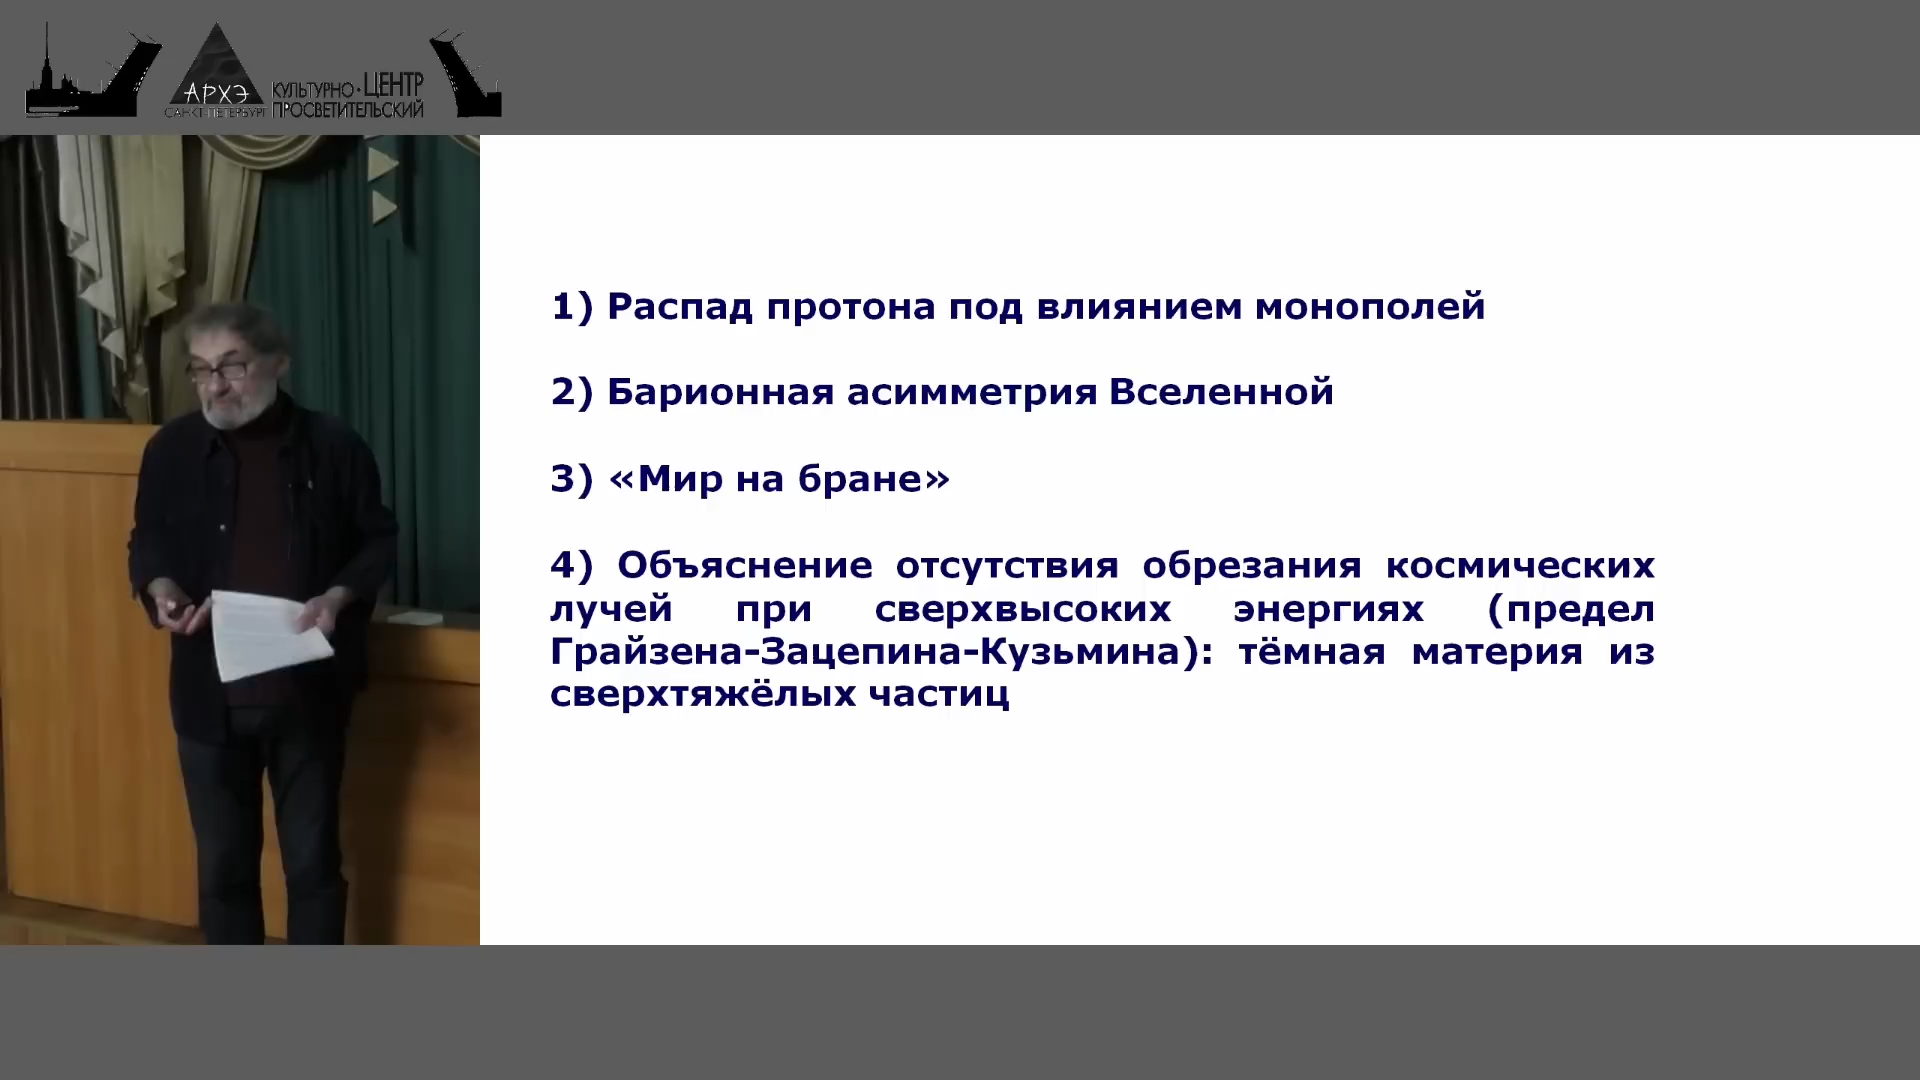 АРХЭ
САНКТ-ПЕТЕРБУРГ
КУЛЬТУРНО-ЦЕНТР
ПРОСВЕТИТЕЛЬСКИЙ
1) Распад протона под влиянием монополей
2) Барионная асимметрия Вселенной
3) «Мир на бране»
4) Объяснение отсутствия обрезания космических
лучей при сверхвысоких энергиях (предел
Грайзена-Зацепина-Кузьмина): тёмная материя из
сверхтяжёлых частиц